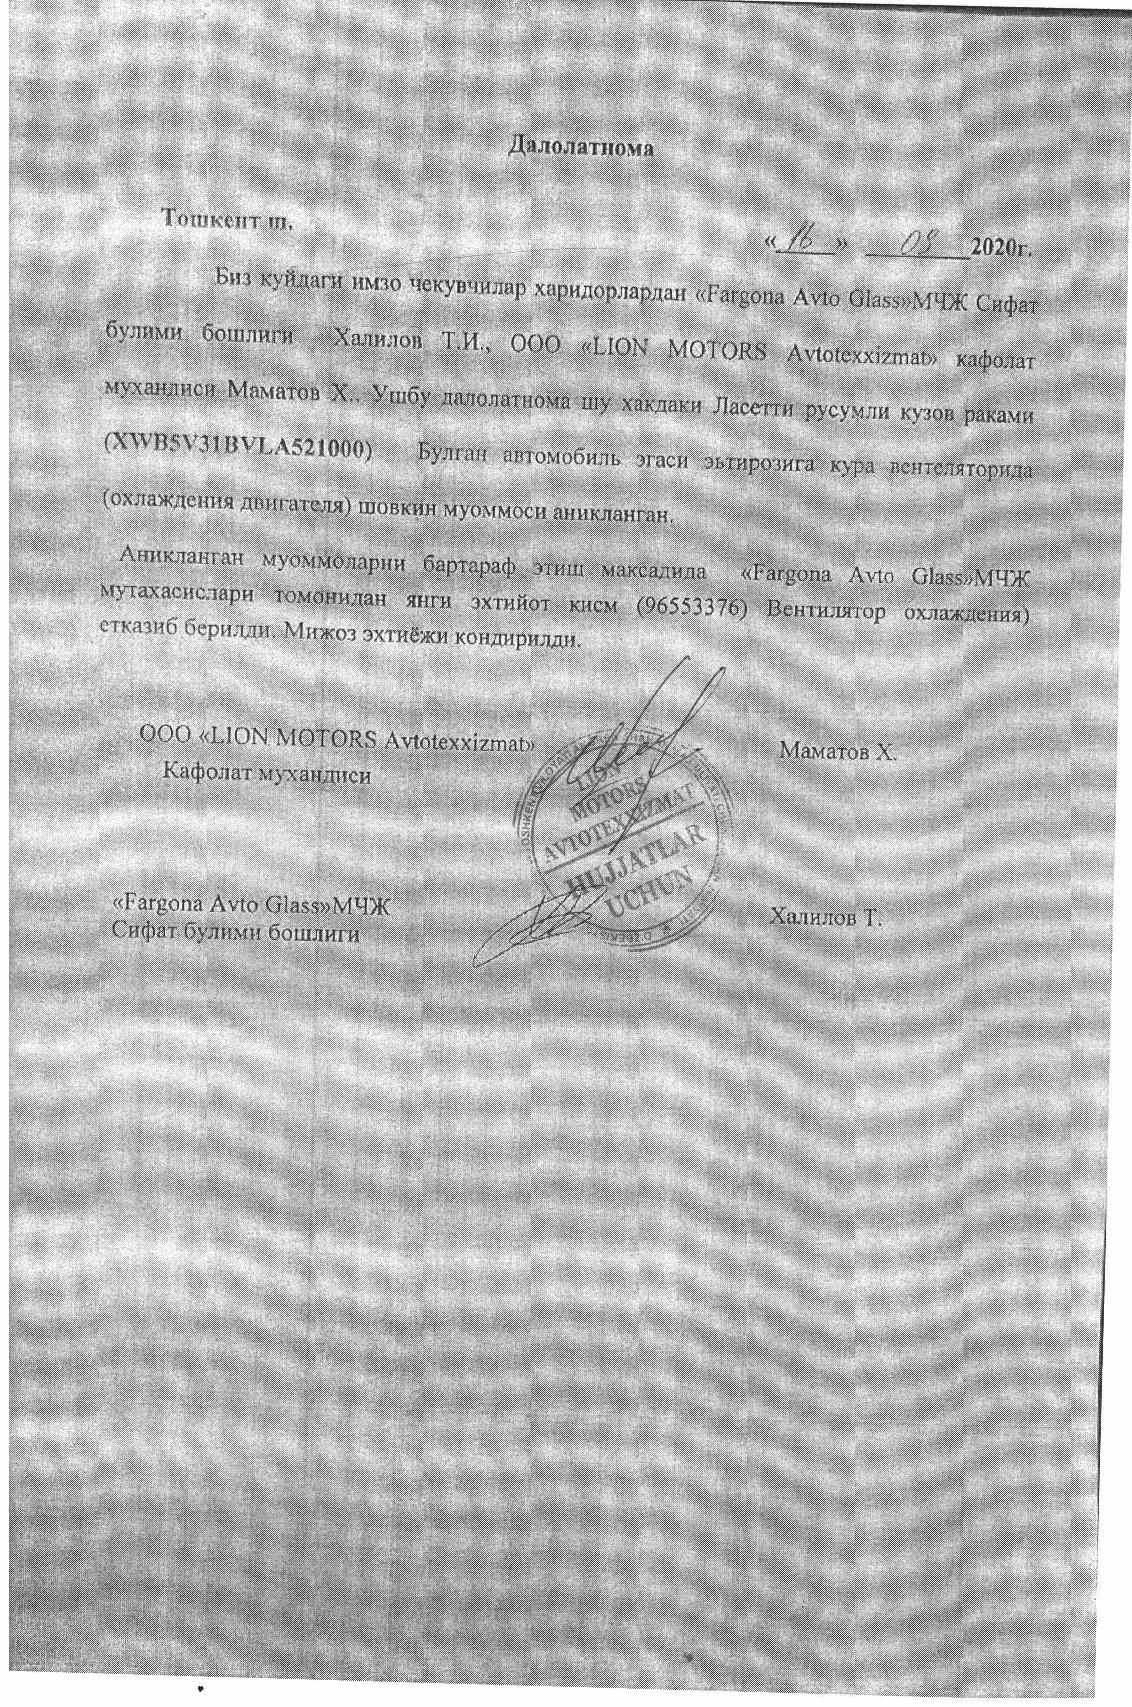 Далолатнома
Тошкент ш.
«16» 09 2020г.
Биз куйдаги имзо чекувчилар харидорлардан «Fargona Avto Glass»МЧЖ Сифат
булими бошлиги Халилов Т.И., ООО «LION MOTORS Avtotexxizmat» кафолат
мухандиси Маматов Х.. Ушбу далолатнома шу хакдаки Ласетти русумли кузов раками
(XWB5V31BVLA521000) Булган автомобиль эгаси эьтирозига кура вентеляторида
(охлаждения двигателя) шовкин муоммоси аникланган.
Аникланган муоммоларни бартараф этиш максадида «Fargona Avto Glass»МЧЖ
мутахасислари томонидан янги эхтийот кисм (96553376) Вентилятор охлаждения)
етказиб берилди. Мижоз эхтиёжи кондирилди.
ООО «LION MOTORS Avtotexxizmat»
Маматов Х.
Кафолат мухандиси
LION
MOTORS
AVTOTEXXIZMAT
HUJJATLAR
UCHUN
«Fargona Avto Glass»МЧЖ
Халилов Т.
Сифат булими бошлиги